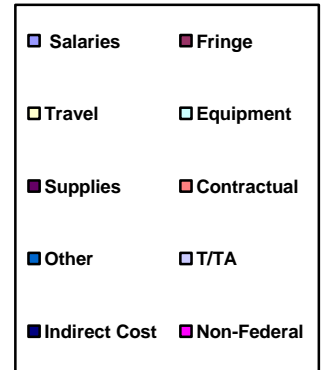 Salaries Fringe
Travel Equipment
Supplies Contractual
Other T/TA
Indirect Cost Non-Federal